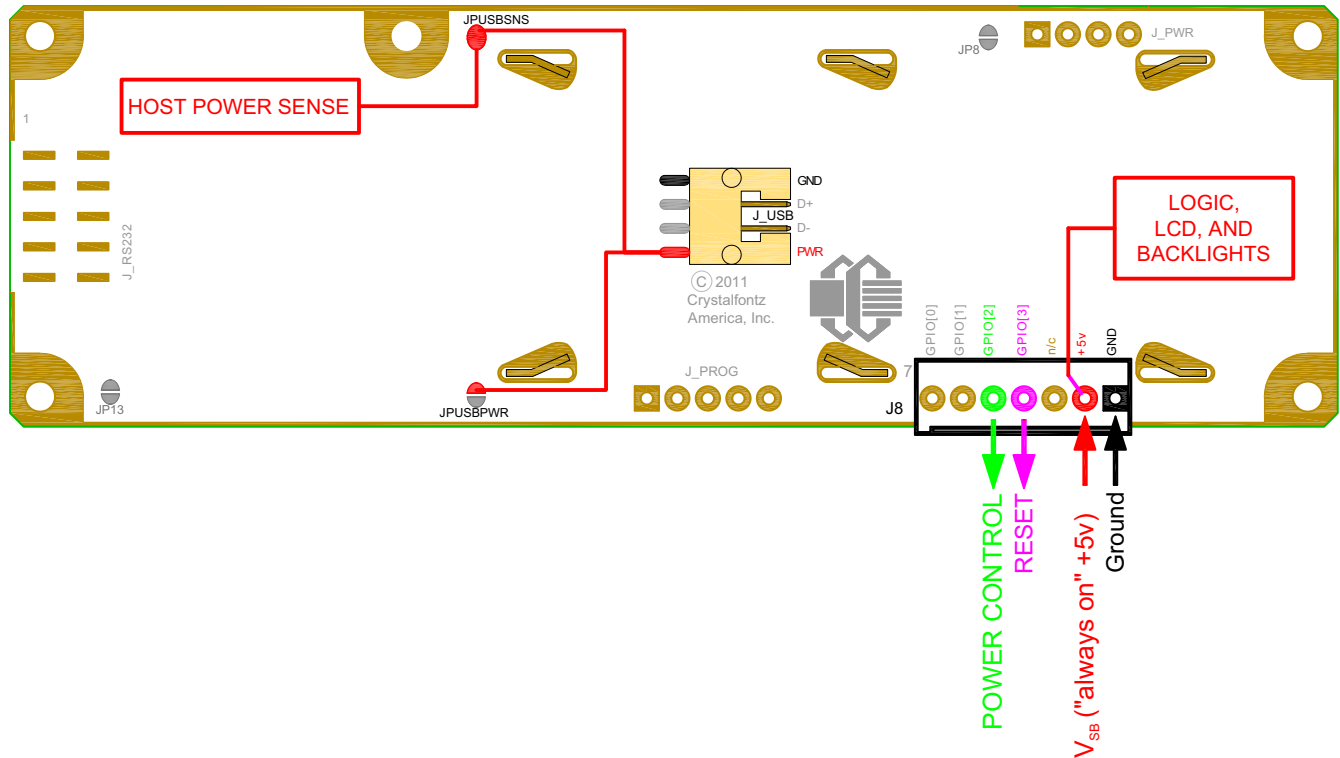 JPUSBSNS
JP8
J_PWR
HOST POWER SENSE
1
J_RS232
GND
D+
J_USB
D-
PWR
LOGIC,
LCD, AND
BACKLIGHTS
© 2011
Crystalfontz
America, Inc.
GPIO[0]
GPIO[1]
GPIO[2]
GPIO[3]
n/c
+5v
GND
J_PROG
7
JP13
JPUSBPWR
J8
POWER CONTROL
RESET
VSB ("always on" +5v)
Ground